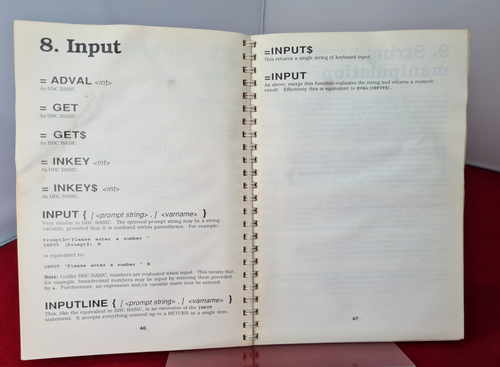 8. Input
= ADVAL <int>
As BBC BASIC.
= GET
As BBC BASIC.
= GET$
As BBC BASIC.
= INKEY <int>
As BBC BASIC.
= INKEY$ <int>
As BBC BASIC.
INPUT { [ <prompt string> , ] <varname> }
Very similar to BBC BASIC. The optional prompt string may be a string
variable, provided that it is enclosed within parentheses. For example:-
Prompt$="Please enter a number "
INPUT (Prompt$) N
is equivalent to:-
INPUT "Please enter a number " N
Note: Unlike BBC BASIC, numbers are evaluated when input. This means that,
for example, hexadecimal numbers may be input by entering them preceded
by &. Furthermore, an expression and/or variable name may be entered.
INPUTLINE { [ <prompt string> , ] <varname> }
This, like the equivalent in BBC BASIC, is an extension of the INPUT
statement. It accepts everything entered up to a RETURN as a single item.
46
=INPUT$
This returns a single string of keyboard input.
=INPUT
As above, except this function evaluates the string and returns a numeric
result. Effectively this is equivalent to EVAL(INPUT$).
47